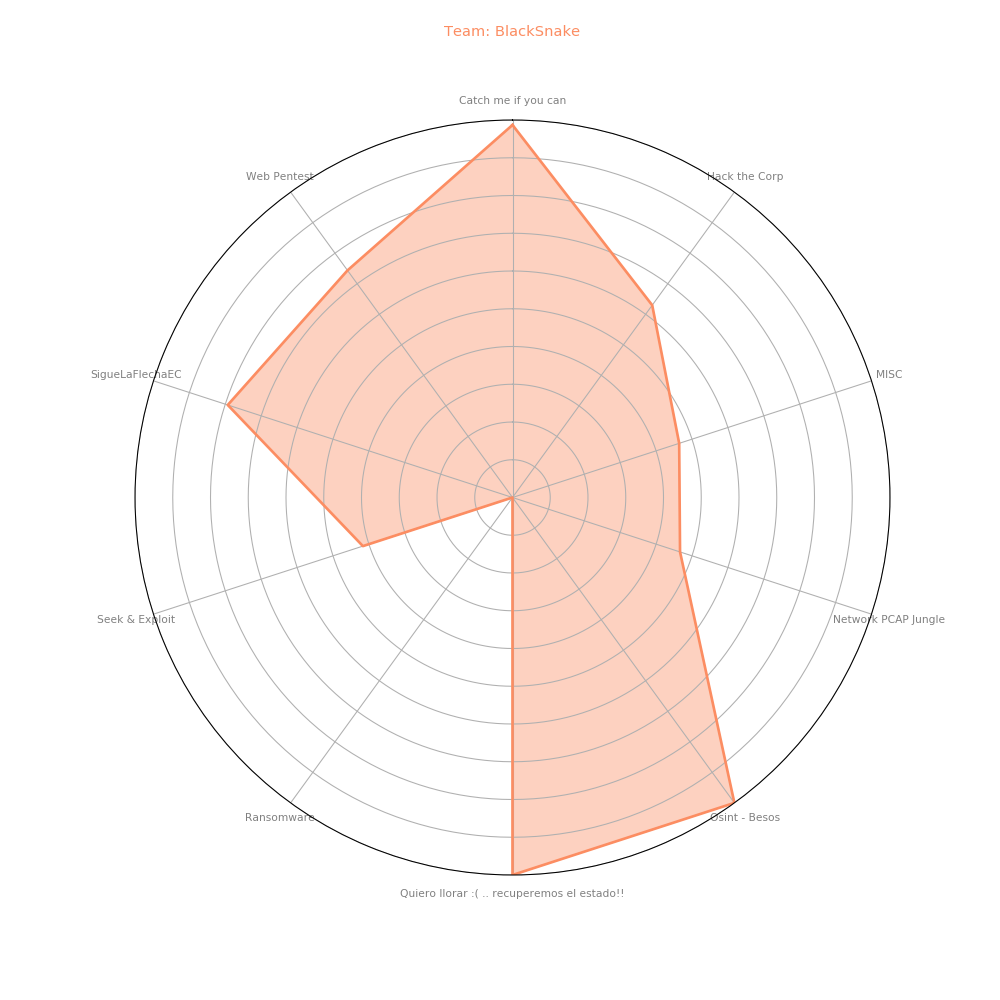 Team: BlackSnake
Catch me if you can
Web Pentest
Hack the Corp
SigueLaFlechaEC
MISC
Seek & Exploit
Network PCAP Jungle
Ransomware
Osint - Besos
Quiero llorar :( .. recuperemos el estado!!